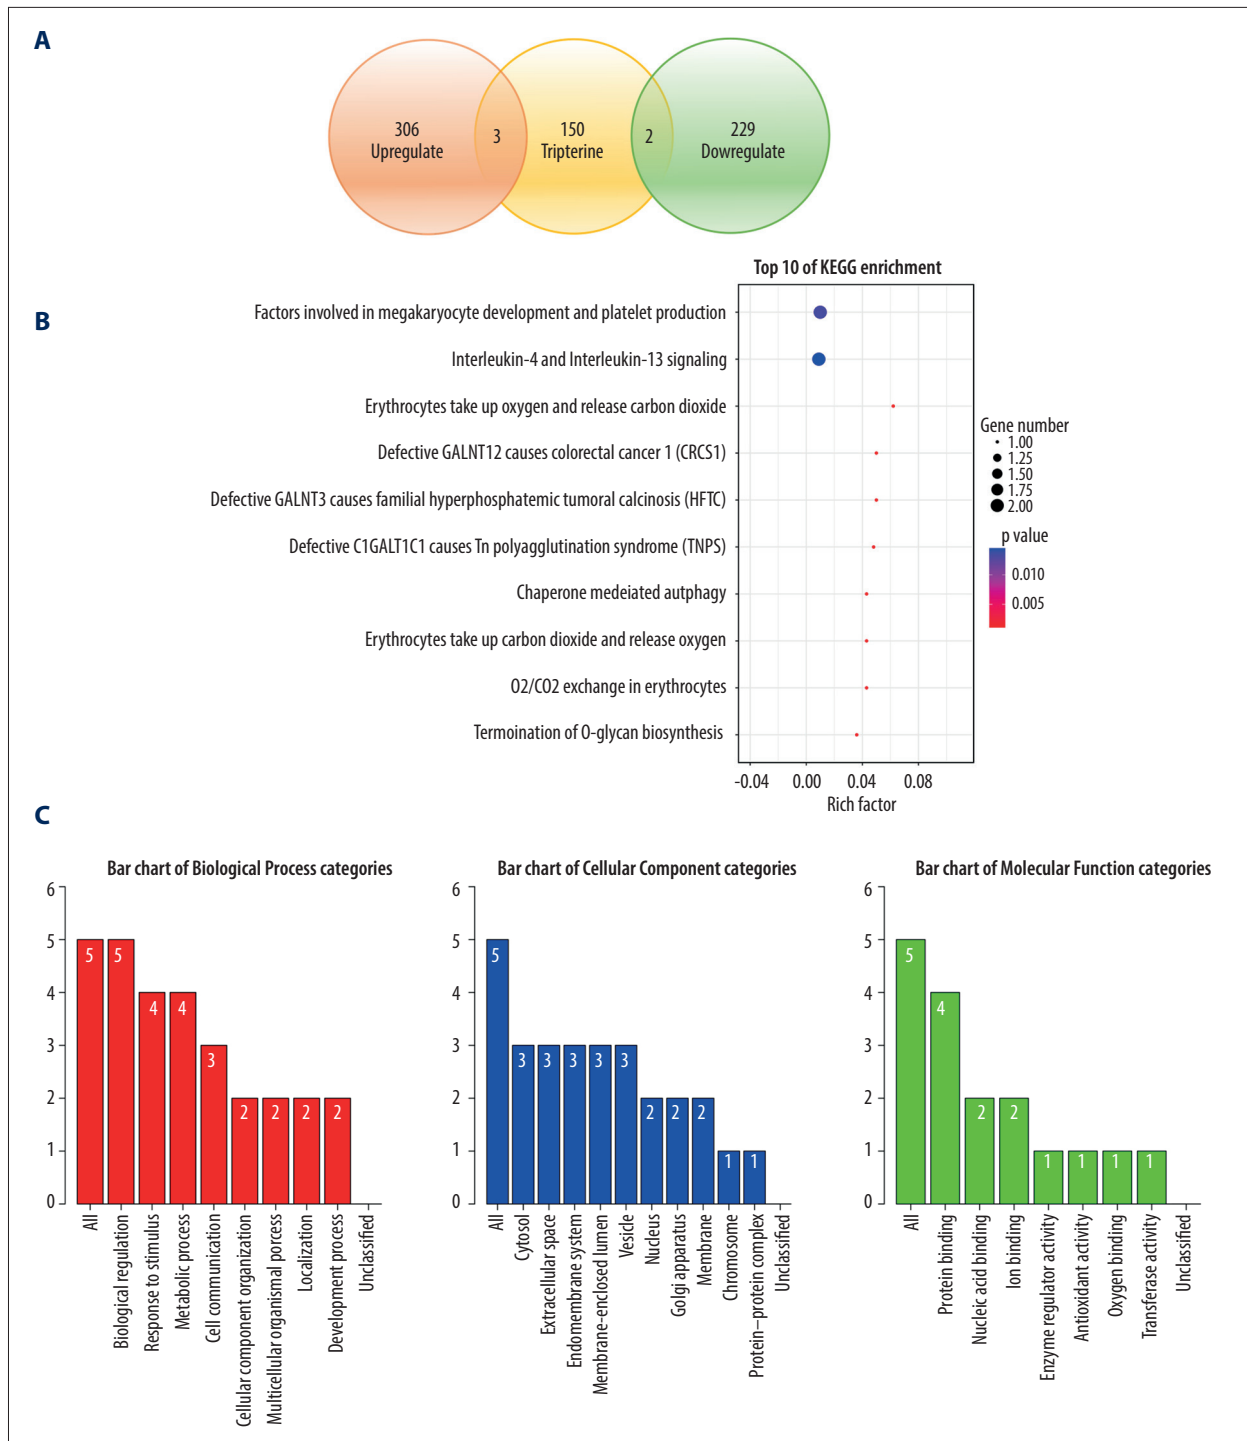 A
306
Upregulate
3
150
Tripterine
2
229
Dowregulate
B
Top 10 of KEGG enrichment
Factors involved in megakaryocyte development and platelet production
Interleukin-4 and Interleukin-13 signaling
Erythrocytes take up oxygen and release carbon dioxide
Defective GALNT12 causes colorectal cancer 1 (CRCS1)
Defective GALNT3 causes familial hyperphosphatemic tumoral calcinosis (HFTC)
Defective C1GALT1C1 causes Tn polyagglutination syndrome (TNPS)
Chaperone medeiated autphagy
Erythrocytes take up carbon dioxide and release oxygen
O2/CO2 exchange in erythrocytes
Termoination of O-glycan biosynthesis
-0.04 0.00 0.04 0.08
Rich factor
Gene number
1.00
1.25
1.50
1.75
2.00
p value
0.010
0.005
C
Bar chart of Biological Process categories
6
5
4
3
2
1
0
5 5 4 4 3 2 2 2 2
All
Biological regulation
Response to stimulus
Metabolic process
Cell communication
Cellular component organization
Multicellular organismal porcess
Localization
Development process
Unclassified
Bar chart of Cellular Component categories
6
5
4
3
2
1
0
5 3 3 3 3 3 2 2 2 1 1
All
Cytosol
Extracellular space
Endomembrane system
Membrane-enclosed lumen
Vesicle
Nucleus
Golgi apparatus
Membrane
Chromosome
Protein–protein complex
Unclassified
Bar chart of Molecular Function categories
6
5
4
3
2
1
0
5 4 2 2 1 1 1 1
All
Protein binding
Nucleic acid binding
Ion binding
Enzyme regulator activity
Antioxidant activity
Oxygen binding
Transferase activity
Unclassified